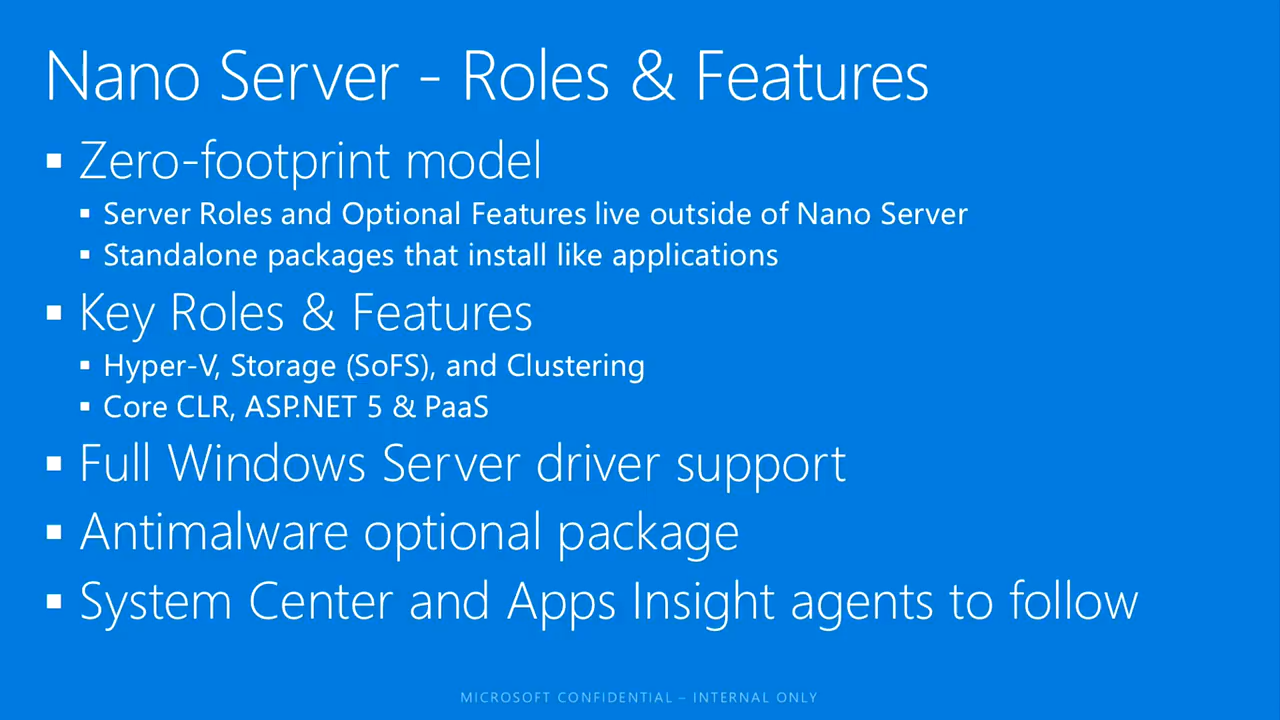 Nano Server - Roles & Features
▪ Zero-footprint model
▪ Server Roles and Optional Features live outside of Nano Server
▪ Standalone packages that install like applications
▪ Key Roles & Features
▪ Hyper-V, Storage (SoFS), and Clustering
▪ Core CLR, ASP.NET 5 & PaaS
▪ Full Windows Server driver support
▪ Antimalware optional package
▪ System Center and Apps Insight agents to follow
MICROSOFT CONFIDENTIAL – INTERNAL ONLY